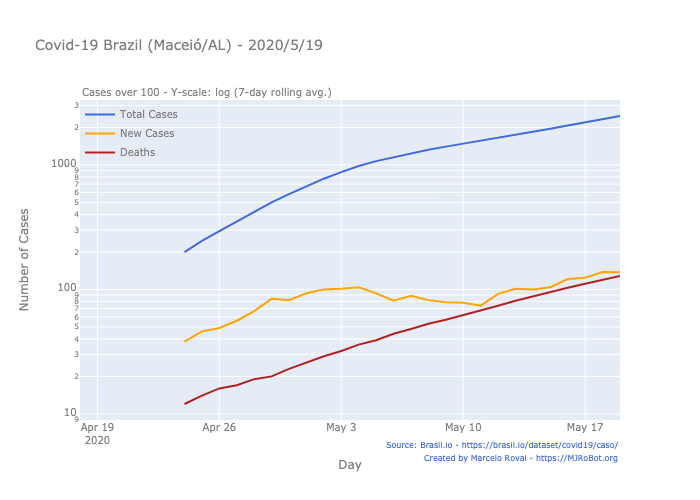 Covid-19 Brazil (Maceió/AL) - 2020/5/19
Cases over 100 - Y-scale: log (7-day rolling avg.)
Total Cases
New Cases
Deaths
3
2
1000
9
8
7
6
5
4
3
2
100
9
8
7
6
5
4
3
2
10
9
Number of Cases
Apr 19
2020
Apr 26
May 3
May 10
May 17
Day
Source: Brasil.io - https://brasil.io/dataset/covid19/caso/
Created by Marcelo Rovai - https://MJRoBot.org